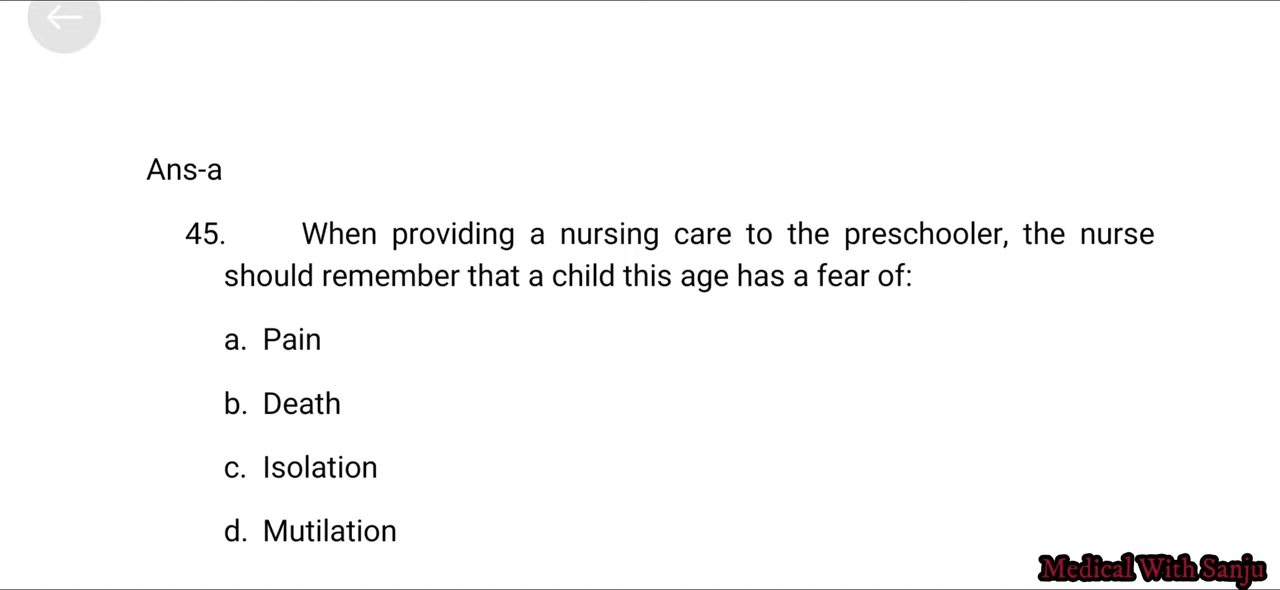 Ans-a
45. When providing a nursing care to the preschooler, the nurse
should remember that a child this age has a fear of:
a. Pain
b. Death
c. Isolation
d. Mutilation
Medical With Sanju